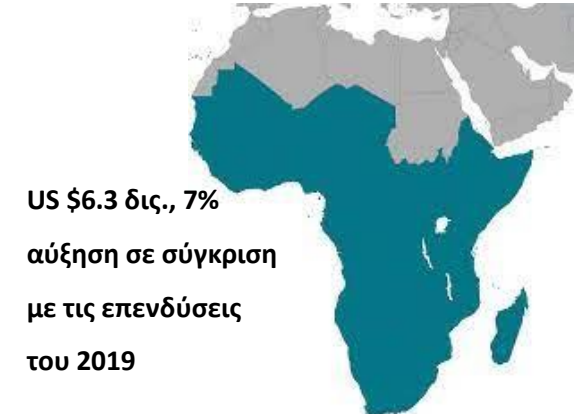 US $6.3 δις., 7%
αύξηση σε σύγκριση
με τις επενδύσεις
του 2019